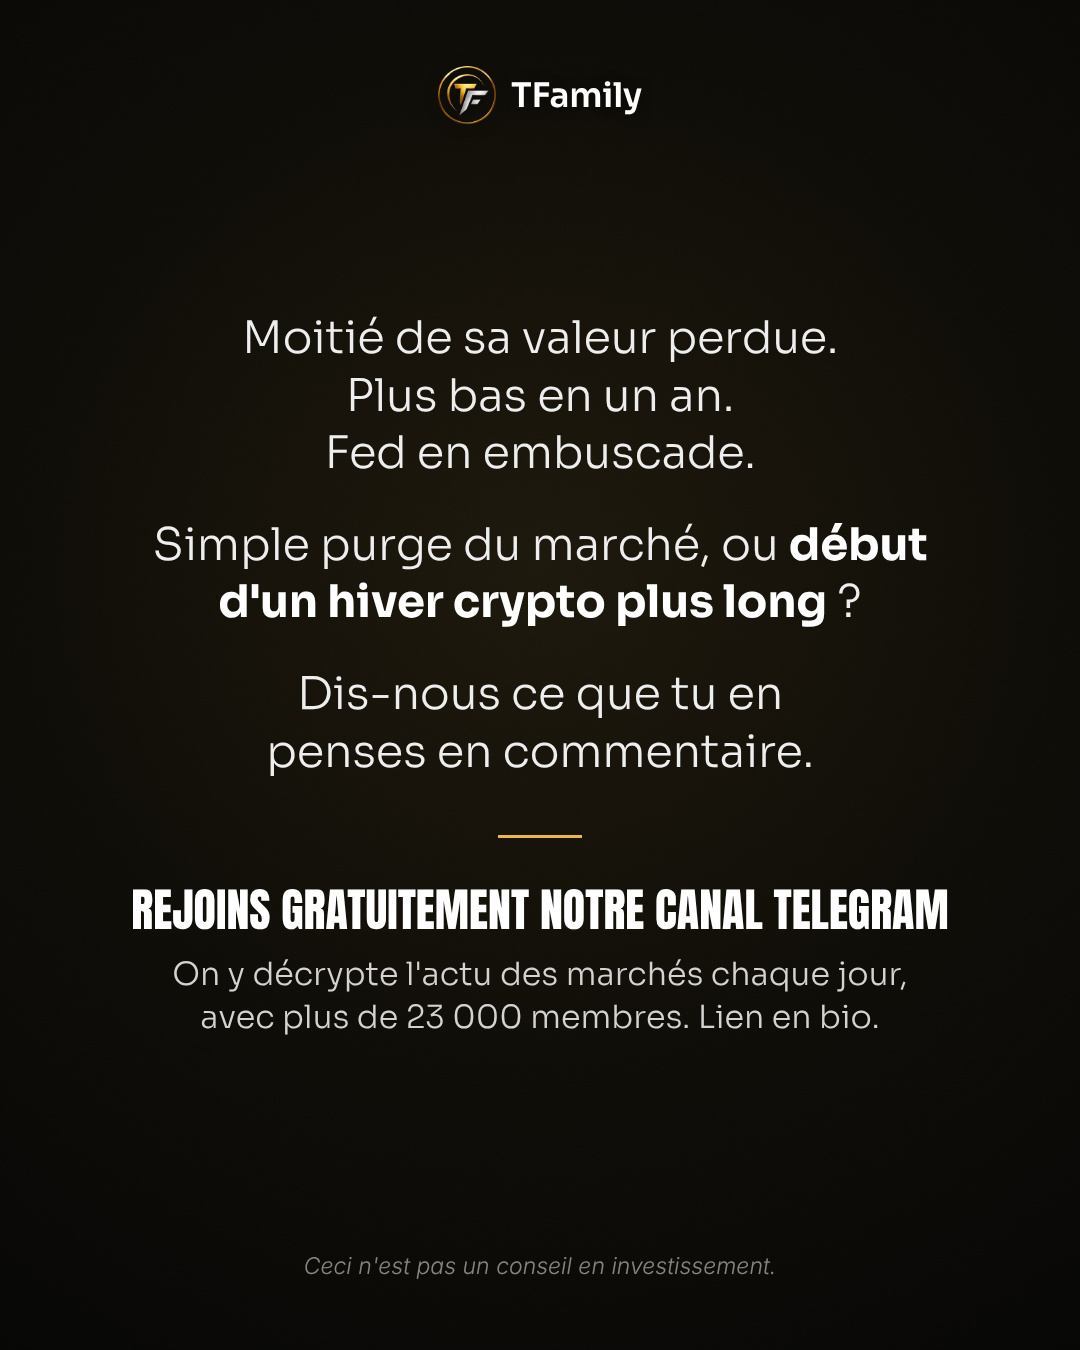 TF TFamily
Moitié de sa valeur perdue.
Plus bas en un an.
Fed en embuscade.
Simple purge du marché, ou début
d'un hiver crypto plus long ?
Dis-nous ce que tu en
penses en commentaire.
REJOINS GRATUITEMENT NOTRE CANAL TELEGRAM
On y décrypte l'actu des marchés chaque jour,
avec plus de 23 000 membres. Lien en bio.
Ceci n'est pas un conseil en investissement.